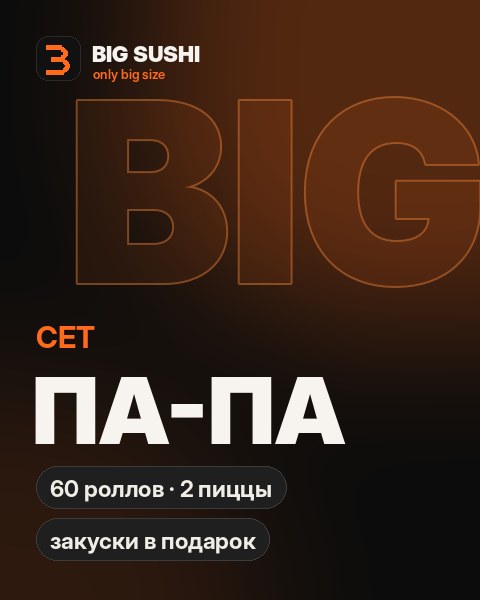 BIG SUSHI
only big size
BIG
СЕТ
ПА-ПА
60 роллов · 2 пиццы
закуски в подарок